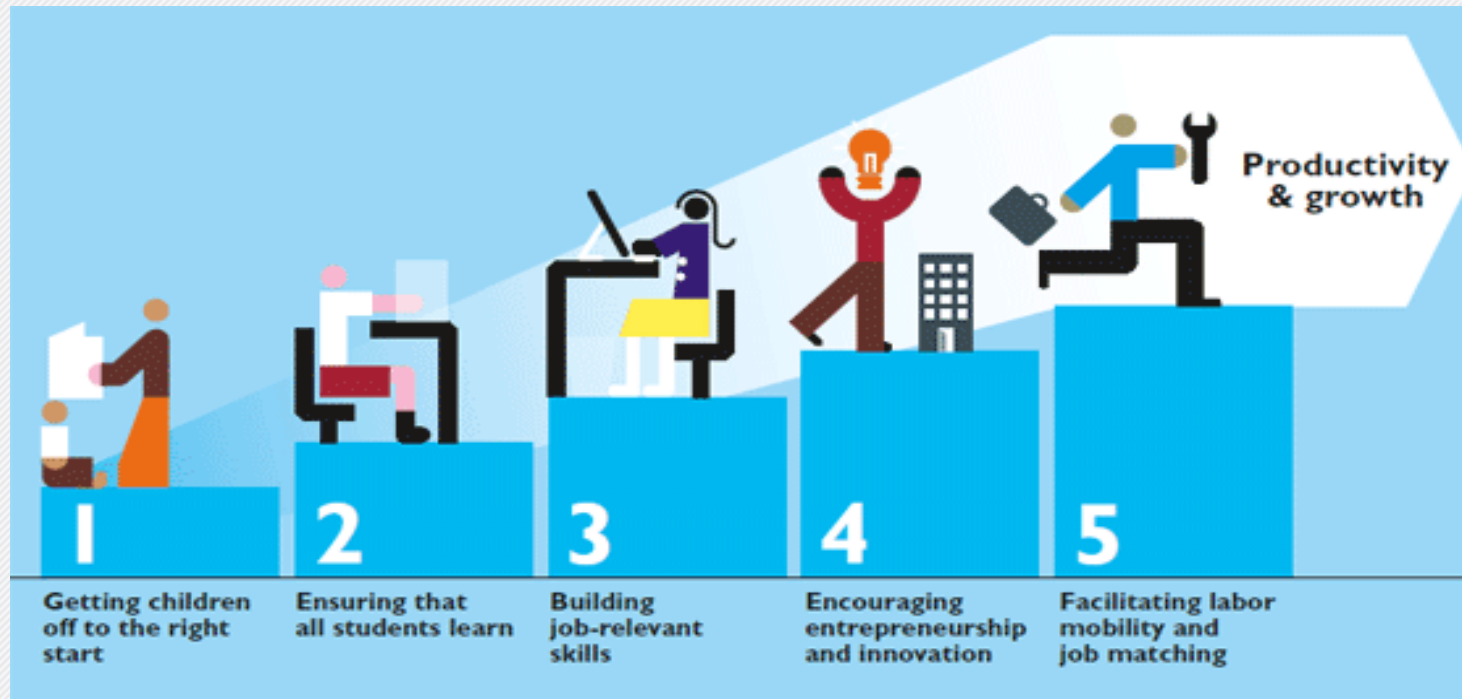 Productivity
& growth
1
2
3
4
5
Getting children
off to the right
start
Ensuring that
all students learn
Building
job-relevant
skills
Encouraging
entrepreneurship
and innovation
Facilitating labor
mobility and
job matching